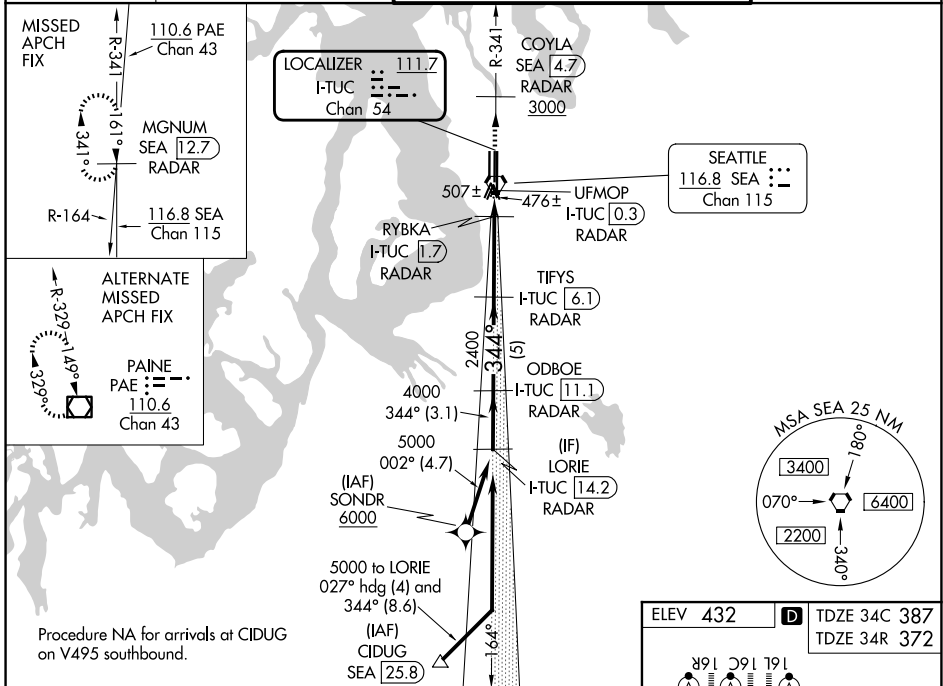 MISSED
APCH
FIX
R-341
110.6 PAE
Chan 43
341°
161°
MGNUM
SEA 12.7
RADAR
R-164
116.8 SEA
Chan 115
ALTERNATE
MISSED
APCH FIX
R-329
149°
329°
PAINE
PAE
110.6
Chan 43
LOCALIZER 111.7
I-TUC
Chan 54
R-341
COYLA
SEA 4.7
RADAR
3000
SEATTLE
116.8 SEA
Chan 115
507±
476±
UFMOP
I-TUC 0.3
RADAR
RYBKA
I-TUC 1.7
RADAR
TIFYS
I-TUC 6.1
RADAR
2400
344°
(5)
ODBOE
I-TUC 11.1
RADAR
4000
344° (3.1)
5000
002° (4.7)
(IF)
LORIE
I-TUC 14.2
RADAR
(IAF)
SONDR
6000
5000 to LORIE
027° hdg (4) and
344° (8.6)
(IAF)
CIDUG
SEA 25.8
164°
Procedure NA for arrivals at CIDUG
on V495 southbound.
MSA SEA 25 NM
180°
3400
070°
6400
2200
340°
ELEV 432
D
TDZE 34C 387
TDZE 34R 372
16R 16C 16L